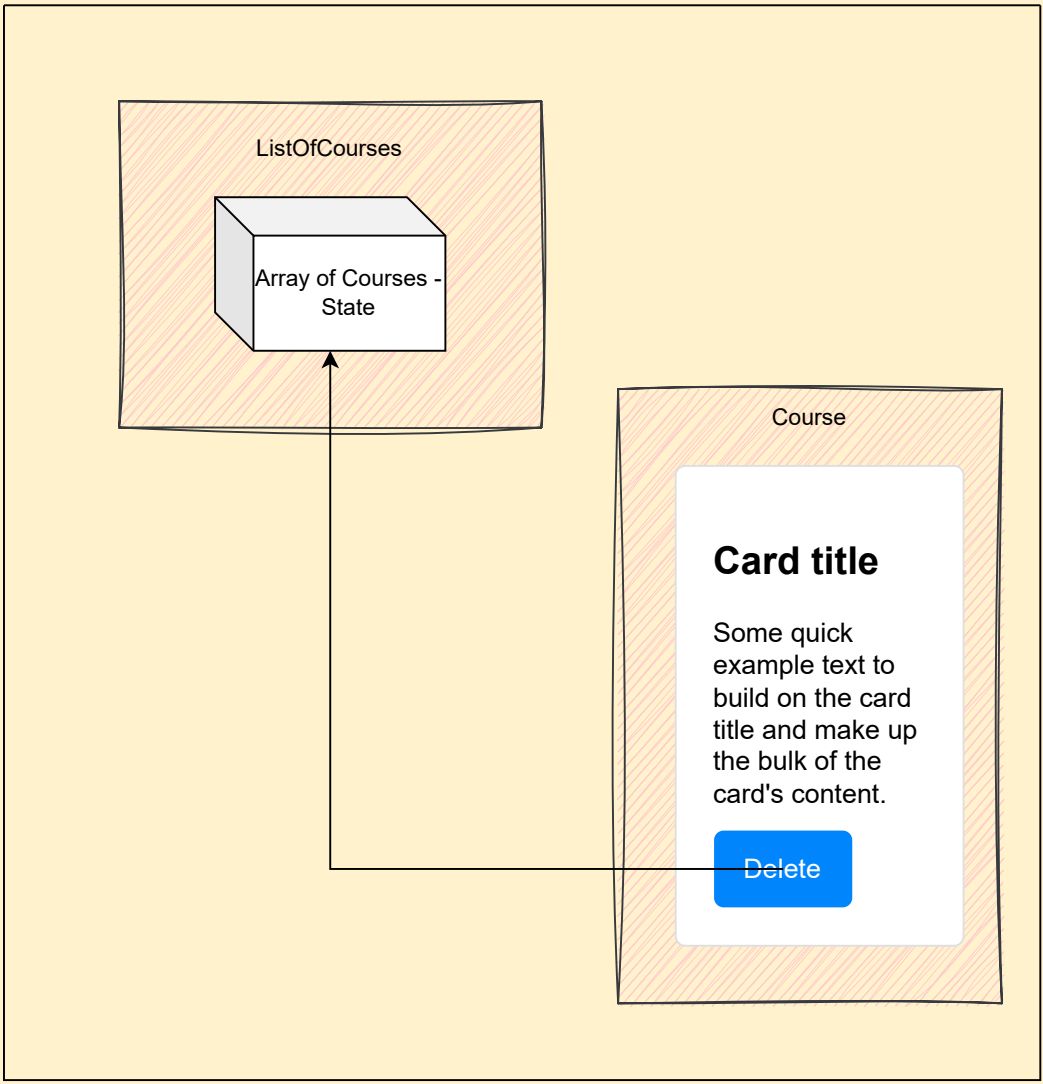 ListOfCourses
Array of Courses -
State
Course
Card title
Some quick
example text to
build on the card
title and make up
the bulk of the
card's content.
Delete